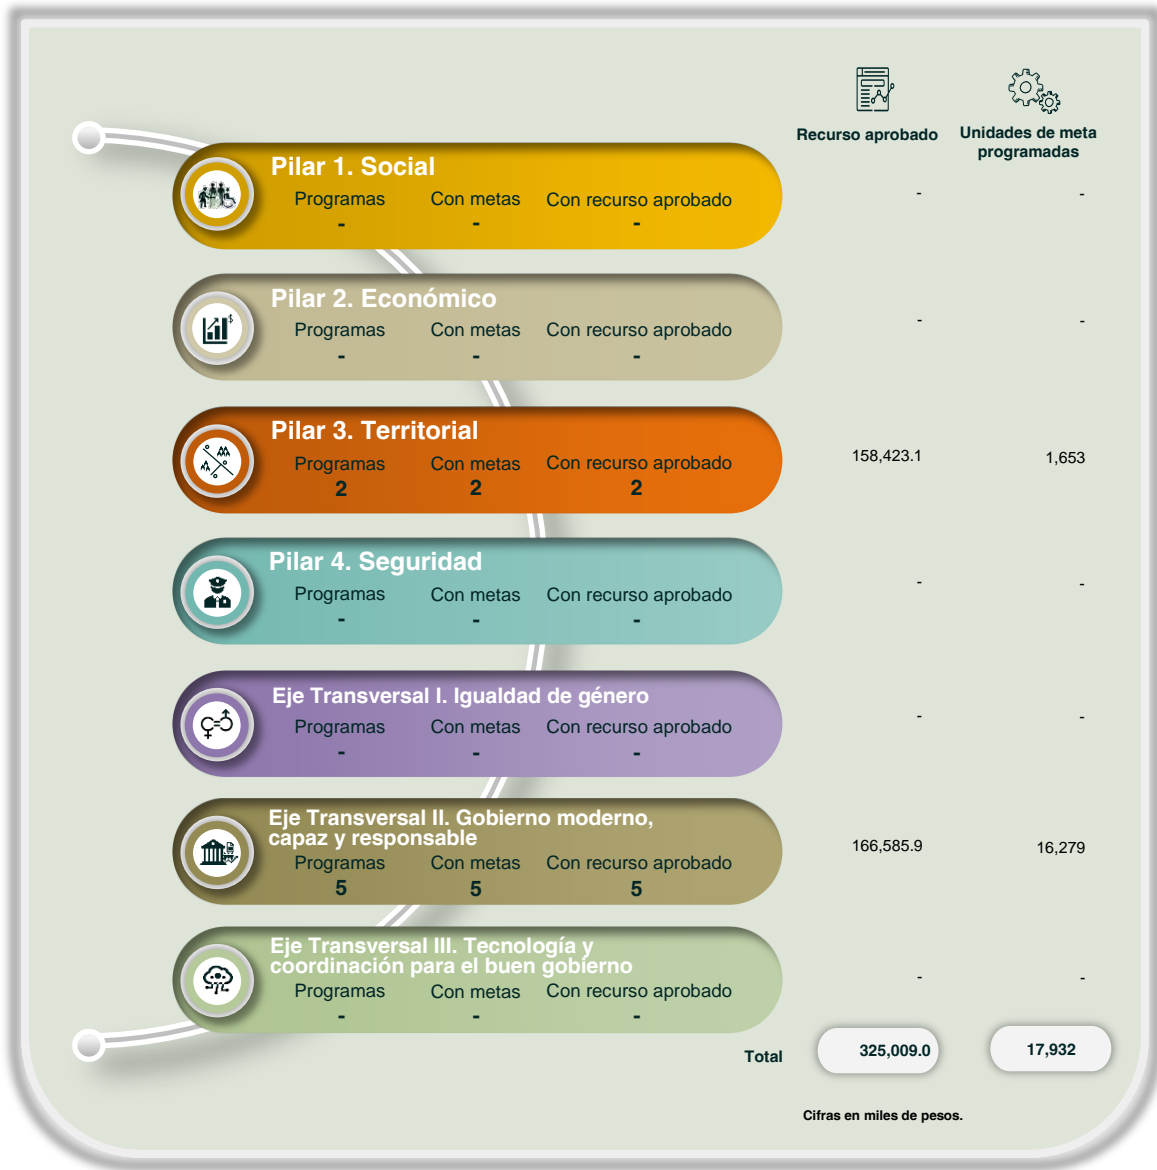 Recurso aprobado
Unidades de meta
programadas
Pilar 1. Social
Programas Con metas Con recurso aprobado
- - -
- -
Pilar 2. Económico
Programas Con metas Con recurso aprobado
- - -
- -
Pilar 3. Territorial
Programas Con metas Con recurso aprobado
2 2 2
158,423.1 1,653
Pilar 4. Seguridad
Programas Con metas Con recurso aprobado
- - -
- -
Eje Transversal I. Igualdad de género
Programas Con metas Con recurso aprobado
- - -
- -
Eje Transversal II. Gobierno moderno,
capaz y responsable
Programas Con metas Con recurso aprobado
5 5 5
166,585.9 16,279
Eje Transversal III. Tecnología y
coordinación para el buen gobierno
Programas Con metas Con recurso aprobado
- - -
- -
Total 325,009.0 17,932
Cifras en miles de pesos.